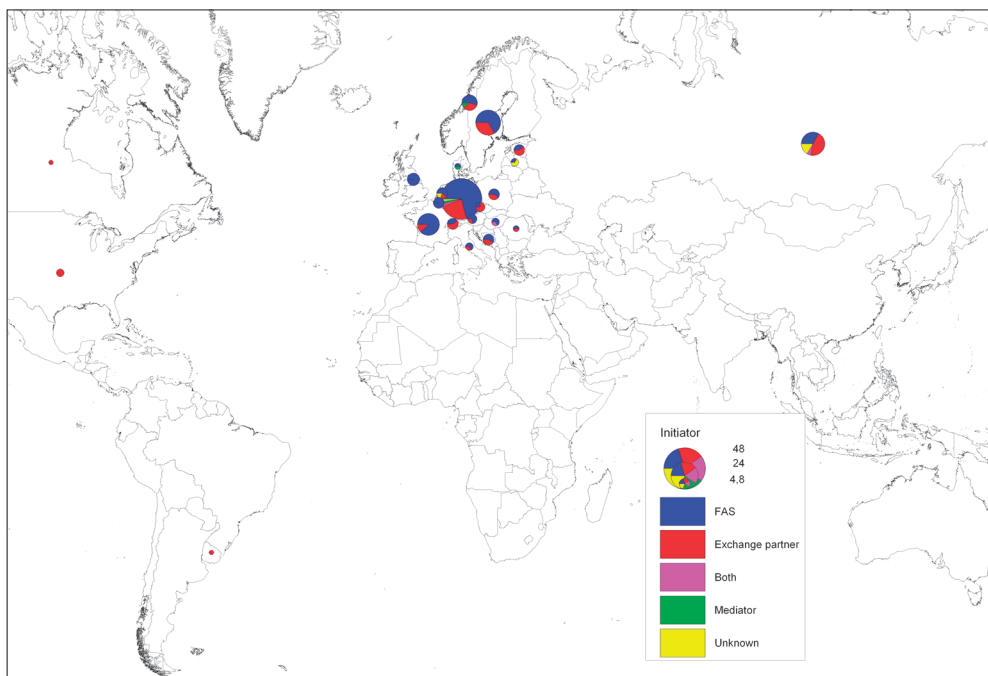 Initiator
48
24
4,8
FAS
Exchange partner
Both
Mediator
Unknown